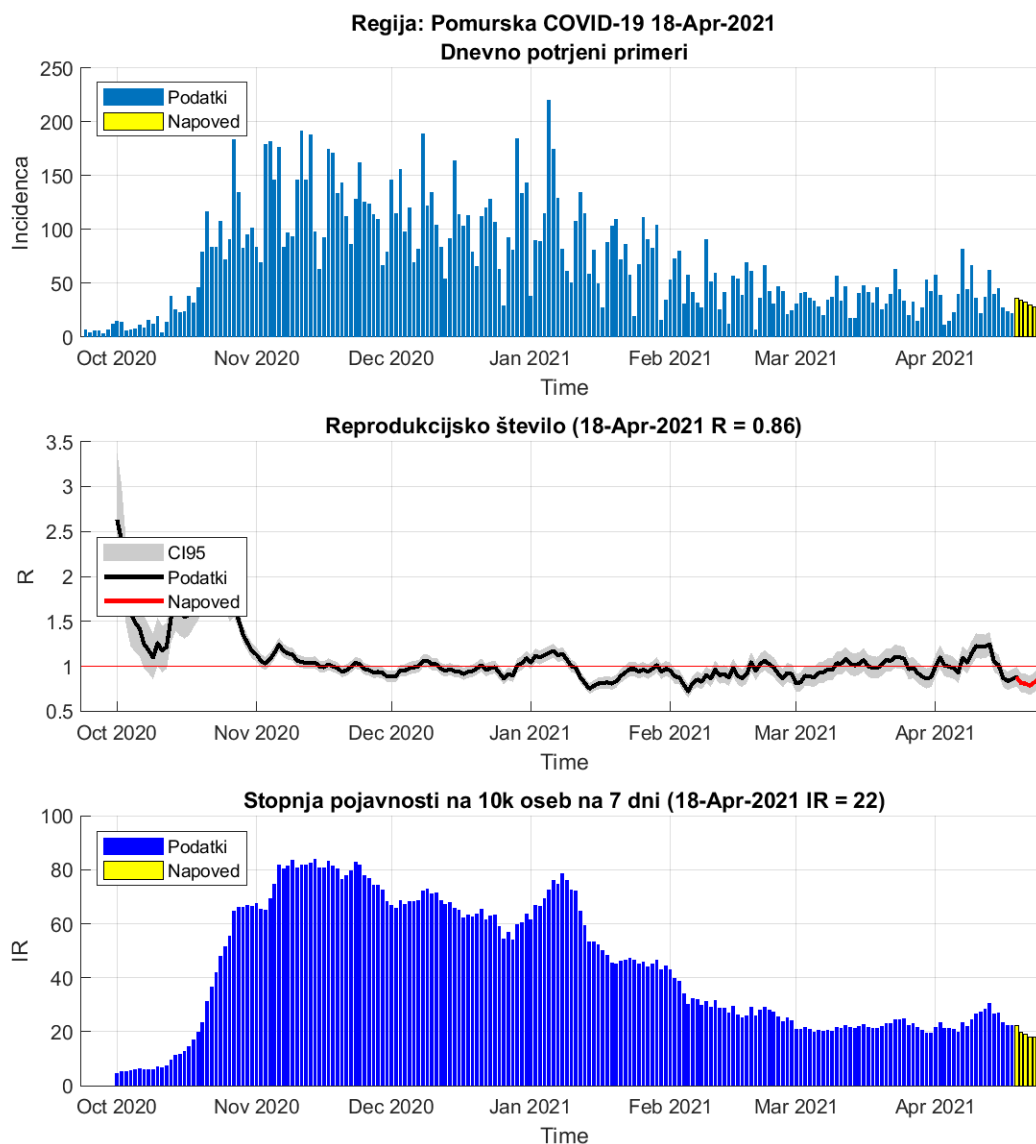 Regija: Pomurska COVID-19 18-Apr-2021
Dnevno potrjeni primeri
250
200
150
100
50
0
Incidenca
Podatki
Napoved
Oct 2020
Nov 2020
Dec 2020
Jan 2021
Feb 2021
Mar 2021
Apr 2021
Time
Reprodukcijsko število (18-Apr-2021 R = 0.86)
3.5
3
2.5
2
1.5
1
0.5
R
CI95
Podatki
Napoved
Oct 2020
Nov 2020
Dec 2020
Jan 2021
Feb 2021
Mar 2021
Apr 2021
Time
Stopnja pojavnosti na 10k oseb na 7 dni (18-Apr-2021 IR = 22)
100
80
60
40
20
0
IR
Podatki
Napoved
Oct 2020
Nov 2020
Dec 2020
Jan 2021
Feb 2021
Mar 2021
Apr 2021
Time